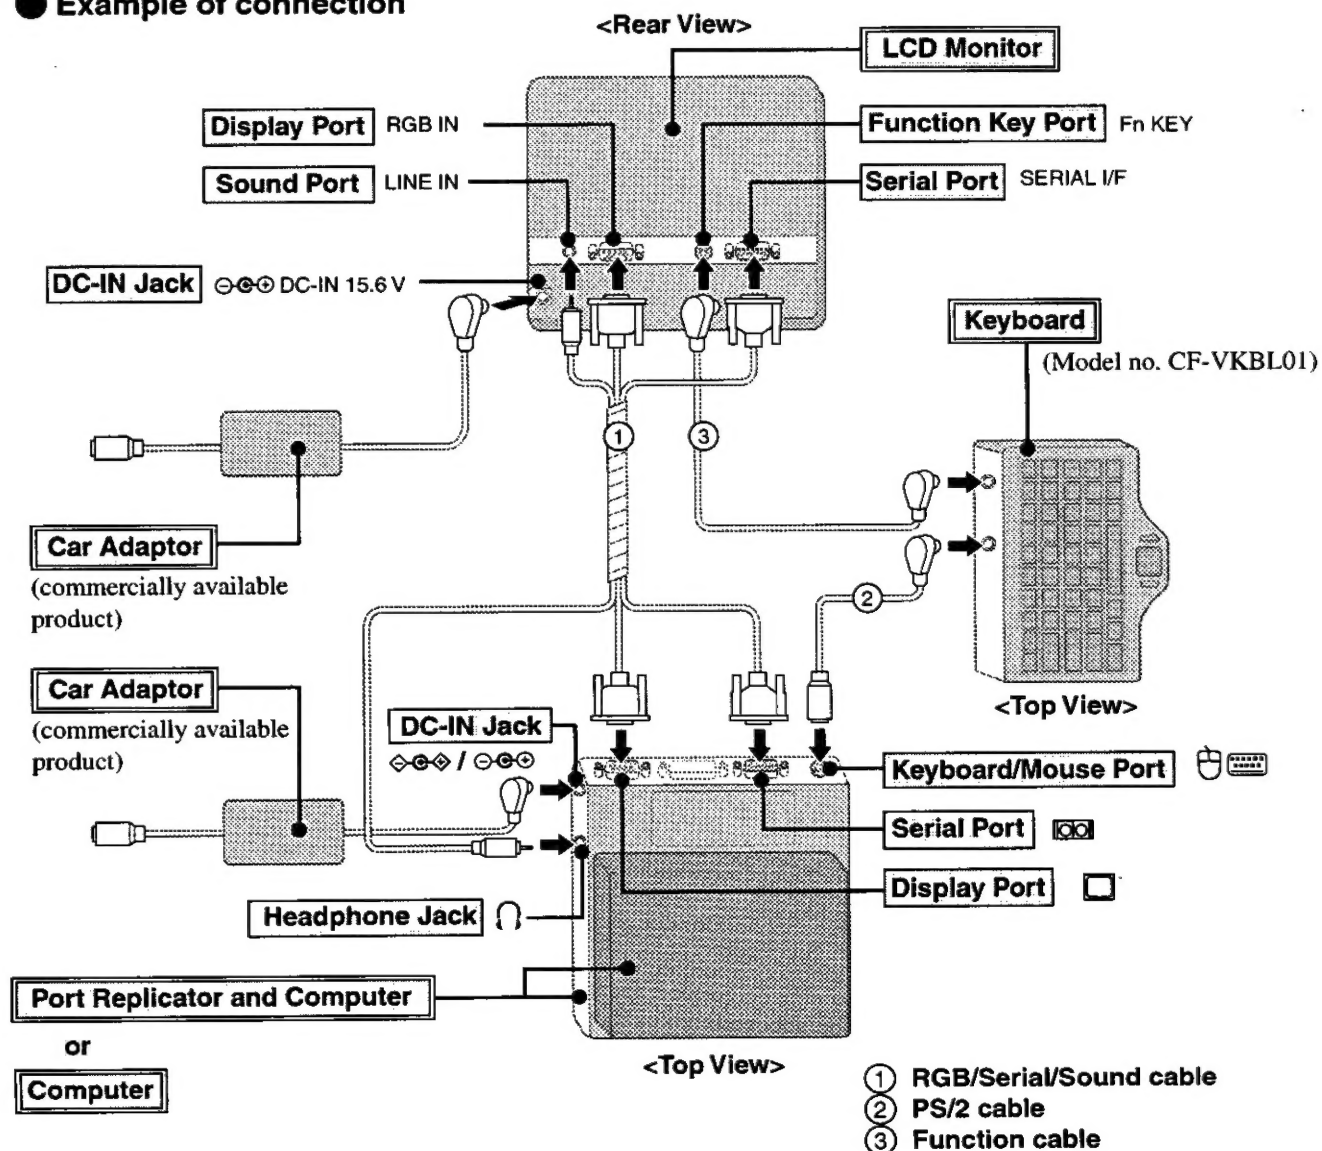 ● Example of connection
<Rear View>
LCD Monitor
Display Port RGB IN
Function Key Port Fn KEY
Sound Port LINE IN
Serial Port SERIAL I/F
DC-IN Jack DC-IN 15.6 V
Keyboard
(Model no. CF-VKBL01)
1
3
Car Adaptor
(commercially available
product)
2
<Top View>
Car Adaptor
(commercially available
product)
DC-IN Jack
/
Keyboard/Mouse Port
Serial Port
Display Port
Headphone Jack
Port Replicator and Computer
or
Computer
<Top View>
① RGB/Serial/Sound cable
② PS/2 cable
③ Function cable